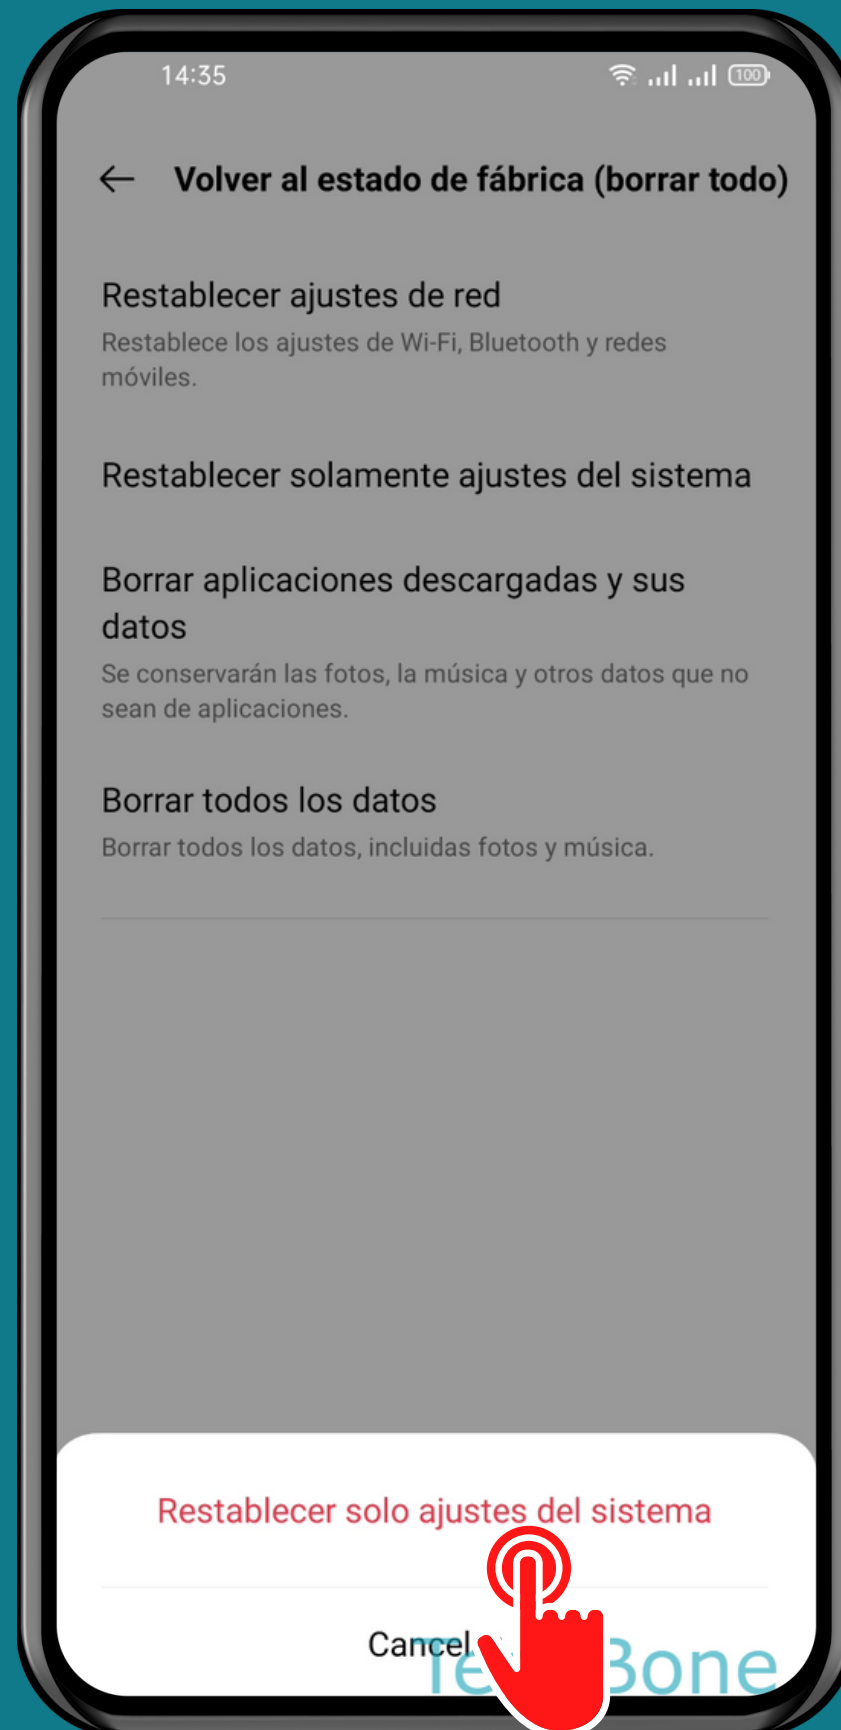 14:35
100
Volver al estado de fábrica (borrar todo)
Restablecer ajustes de red
Restablece los ajustes de Wi-Fi, Bluetooth y redes
móviles.
Restablecer solamente ajustes del sistema
Borrar aplicaciones descargadas y sus
datos
Se conservarán las fotos, la música y otros datos que no
sean de aplicaciones.
Borrar todos los datos
Borrar todos los datos, incluidas fotos y música.
Restablecer solo ajustes del sistema
Cancel